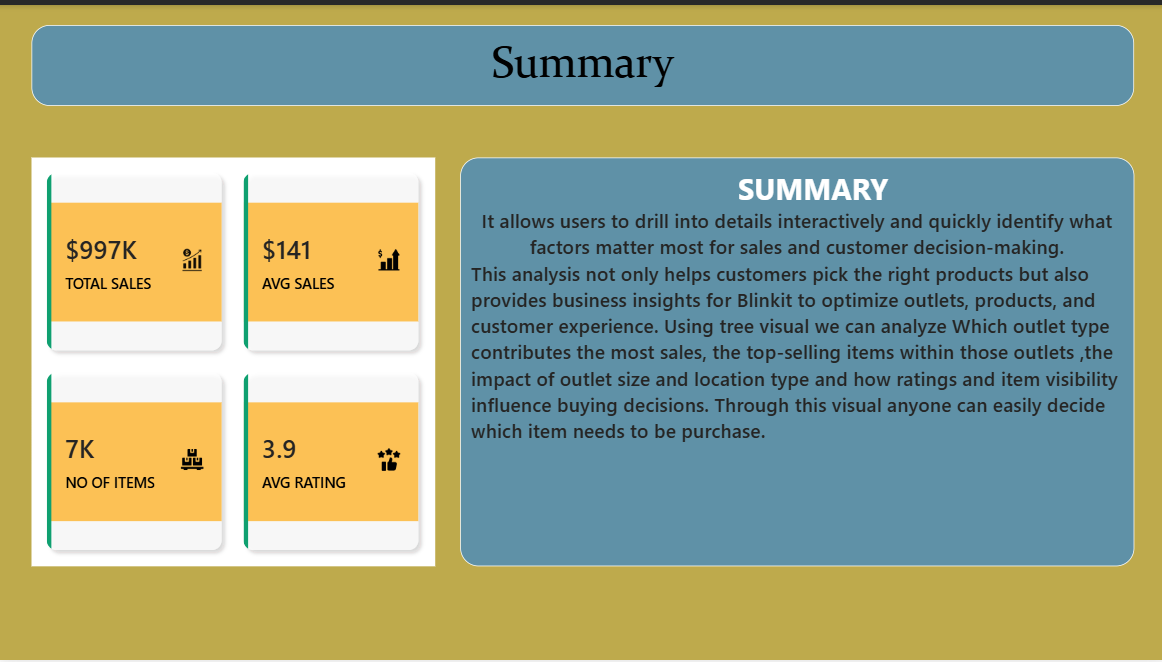 Summary
$997K
TOTAL SALES
$141
AVG SALES
7K
NO OF ITEMS
3.9
AVG RATING
SUMMARY
It allows users to drill into details interactively and quickly identify what
factors matter most for sales and customer decision-making.
This analysis not only helps customers pick the right products but also
provides business insights for Blinkit to optimize outlets, products, and
customer experience. Using tree visual we can analyze Which outlet type
contributes the most sales, the top-selling items within those outlets ,the
impact of outlet size and location type and how ratings and item visibility
influence buying decisions. Through this visual anyone can easily decide
which item needs to be purchase.